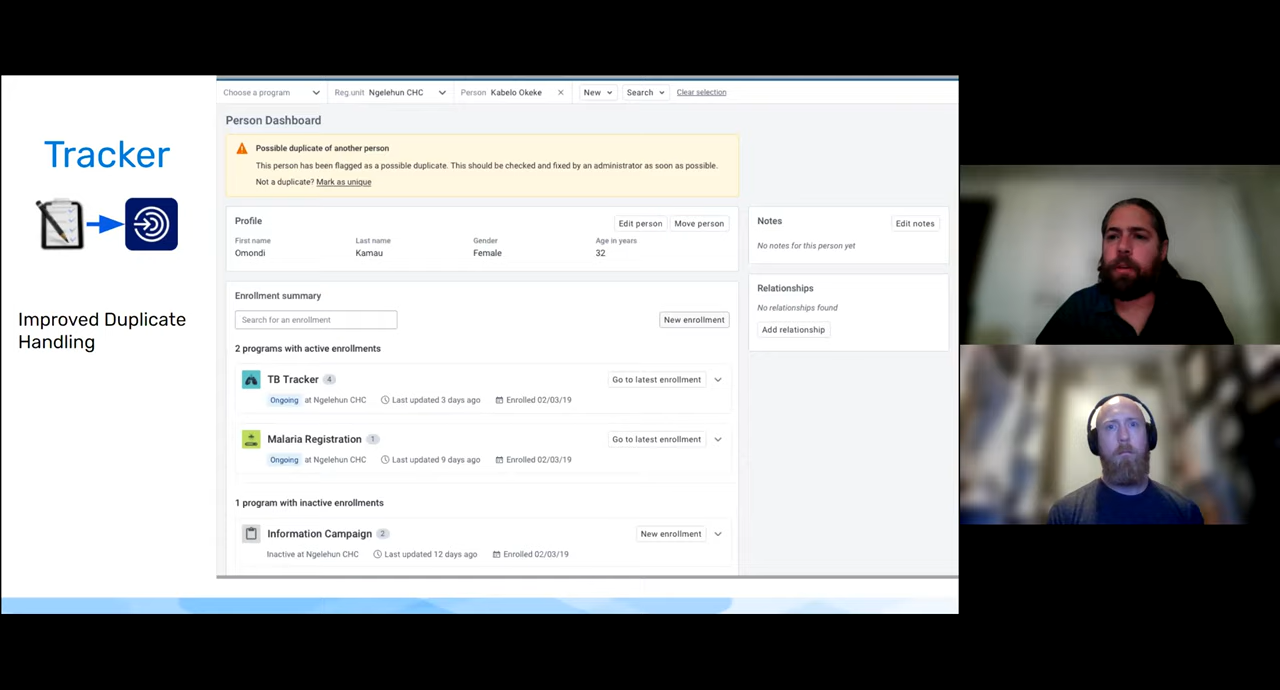 Choose a program
Reg.unit Ngelehun CHC
Person Kabelo Okeke
New
Search
Clear selection
Tracker
Improved Duplicate
Handling
Person Dashboard
Possible duplicate of another person
This person has been flagged as a possible duplicate. This should be checked and fixed by an administrator as soon as possible.
Not a duplicate? Mark as unique
Profile
Edit person
Move person
First name
Last name
Gender
Age in years
Omondi
Kamau
Female
32
Notes
Edit notes
No notes for this person yet
Relationships
No relationships found
Add relationship
Enrollment summary
Search for an enrollment
New enrollment
2 programs with active enrollments
TB Tracker 4
Go to latest enrollment
Ongoing at Ngelehun CHC Last updated 3 days ago Enrolled 02/03/19
Malaria Registration 1
Go to latest enrollment
Ongoing at Ngelehun CHC Last updated 9 days ago Enrolled 02/03/19
1 program with inactive enrollments
Information Campaign 2
New enrollment
Inactive at Ngelehun CHC Last updated 12 days ago Enrolled 02/03/19